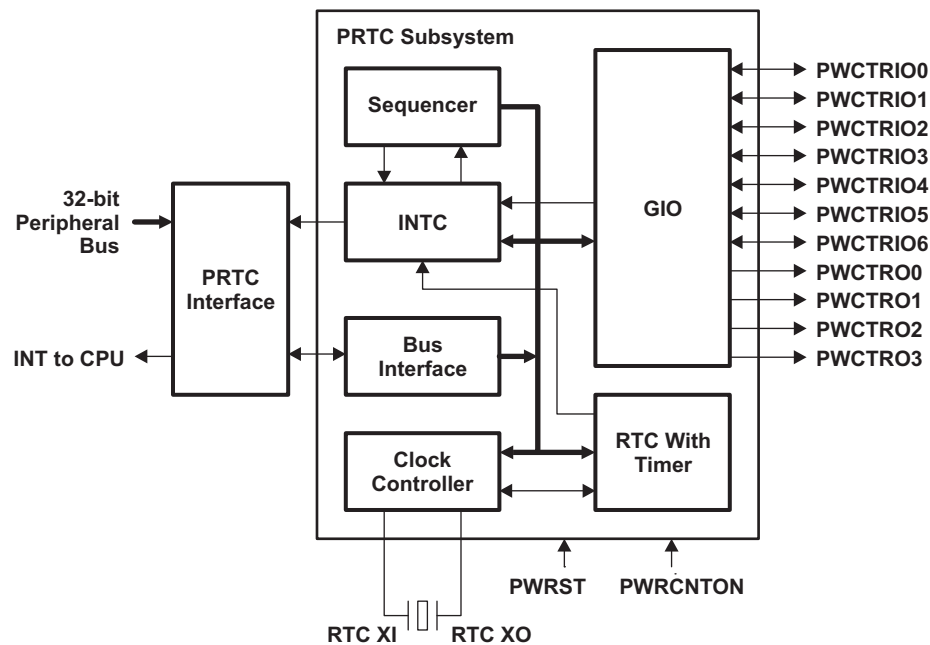 PRTC Subsystem
Sequencer
INTC
GIO
32-bit
Peripheral
Bus
PRTC
Interface
INT to CPU
Bus
Interface
Clock
Controller
RTC With
Timer
PWCTRIO0
PWCTRIO1
PWCTRIO2
PWCTRIO3
PWCTRIO4
PWCTRIO5
PWCTRIO6
PWCTRO0
PWCTRO1
PWCTRO2
PWCTRO3
PWRST
PWRCNTON
RTC XI
RTC XO